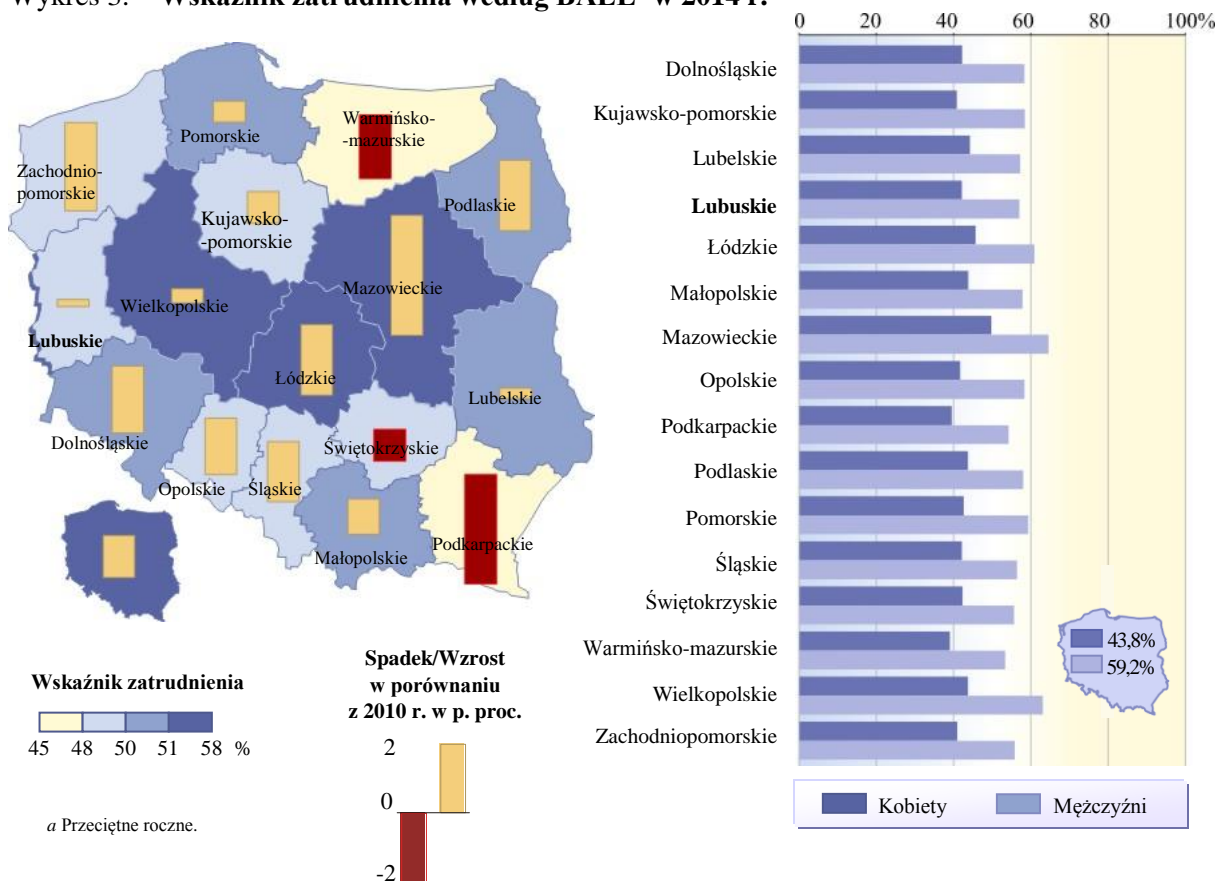 Wykres 3. Wskaźnik zatrudnienia według BAEL w 2014 r.
0 20 40 60 80 100%
Dolnośląskie
Kujawsko-pomorskie
Lubelskie
Lubuskie
Łódzkie
Małopolskie
Mazowieckie
Opolskie
Podkarpackie
Podlaskie
Pomorskie
Śląskie
Świętokrzyskie
Warmińsko-mazurskie
Wielkopolskie
Zachodniopomorskie
43,8%
59,2%
Kobiety
Mężczyźni
Pomorskie
Warmińsko-
-mazurskie
Zachodnio-
pomorskie
Kujawsko-
-pomorskie
Podlaskie
Wielkopolskie
Mazowieckie
Lubuskie
Łódzkie
Lubelskie
Dolnośląskie
Opolskie
Śląskie
Świętokrzyskie
Małopolskie
Podkarpackie
Wskaźnik zatrudnienia
45 48 50 51 58 %
Spadek/Wzrost
w porównaniu
z 2010 r. w p. proc.
2
0
-2
a Przeciętne roczne.